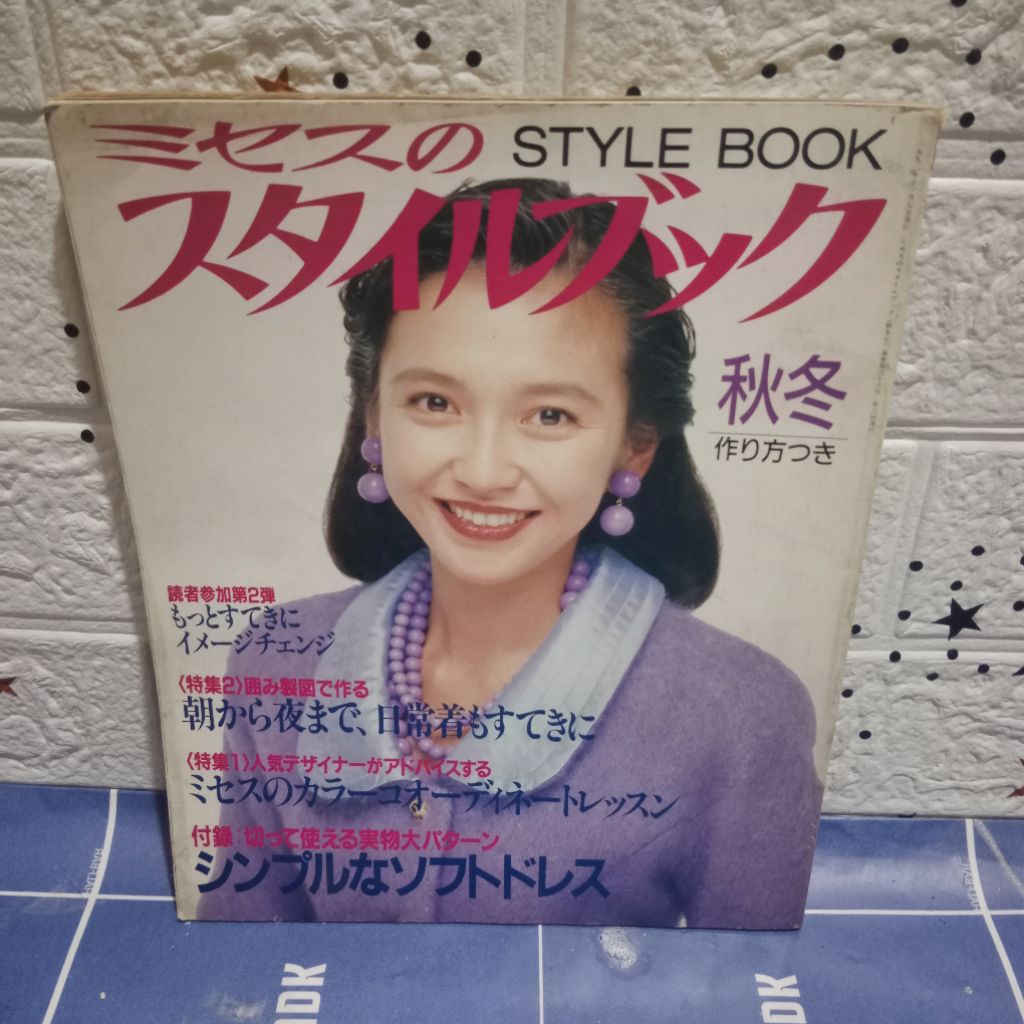 ミセスの STYLE BOOK
スタイルブック
秋冬
作り方つき
読者参加第2弾
もっとすてきに
イメージチェンジ
〈特集2〉囲み製図で作る
朝から夜まで、日常着もすてきに
〈特集1〉人気デザイナーがアドバイスする
ミセスのカラーコオーディネートレッスン
付録:切って使える実物大パターン
シンプルなソフトドレス